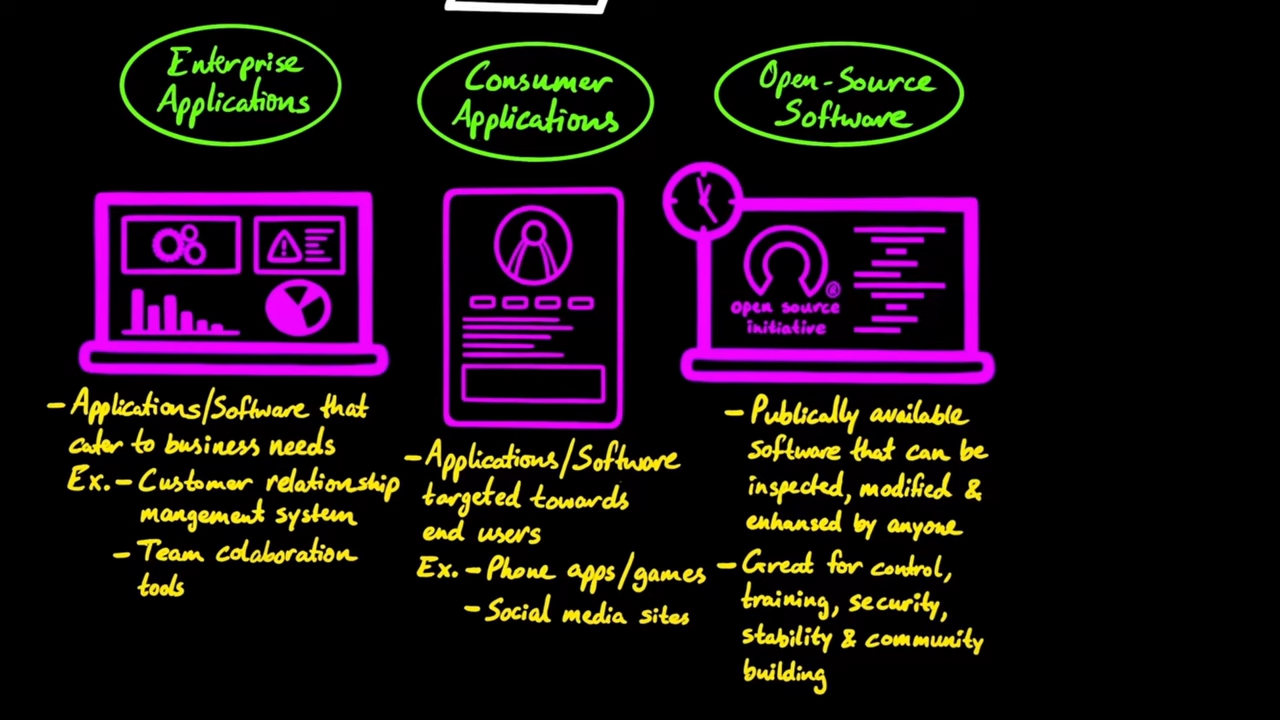 Enterprise
Applications
- Applications/Software that
cater to business needs
Ex. - Customer relationship
mangement system
- Team colaboration
tools
Consumer
Applications
- Applications/Software
targeted towards
end users
Ex. - Phone apps/games
- Social media sites
Open-Source
Software
open source
initiative
®
- Publically available
software that can be
inspected, modified &
enhansed by anyone
- Great for control,
training, security,
stability & community
building